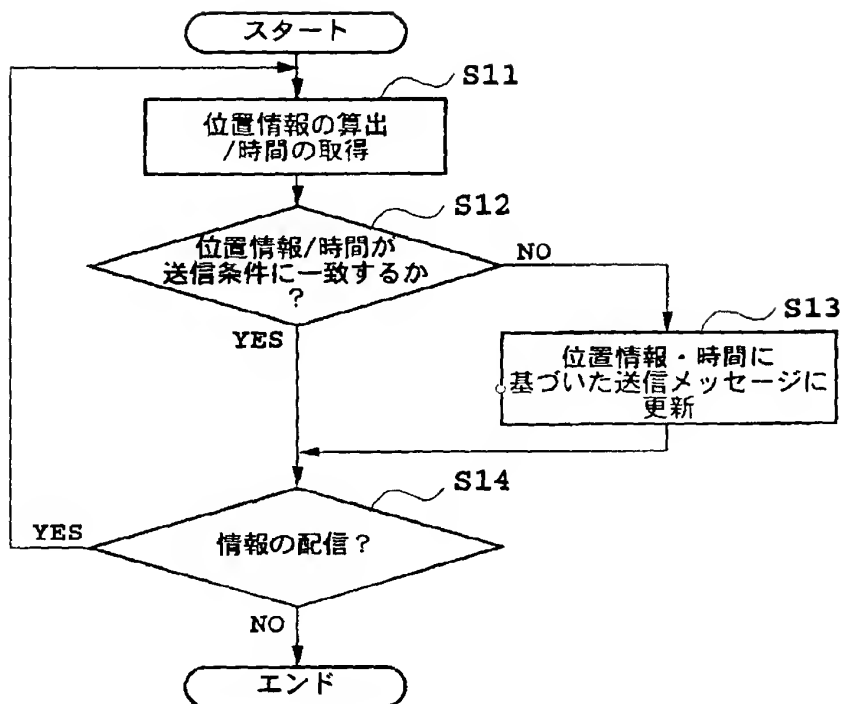 スタート
S11
位置情報の算出
/時間の取得
S12
位置情報/時間が
送信条件に一致するか
?
NO
YES
S13
位置情報・時間に
基づいた送信メッセージに
更新
S14
YES
情報の配信?
NO
エンド